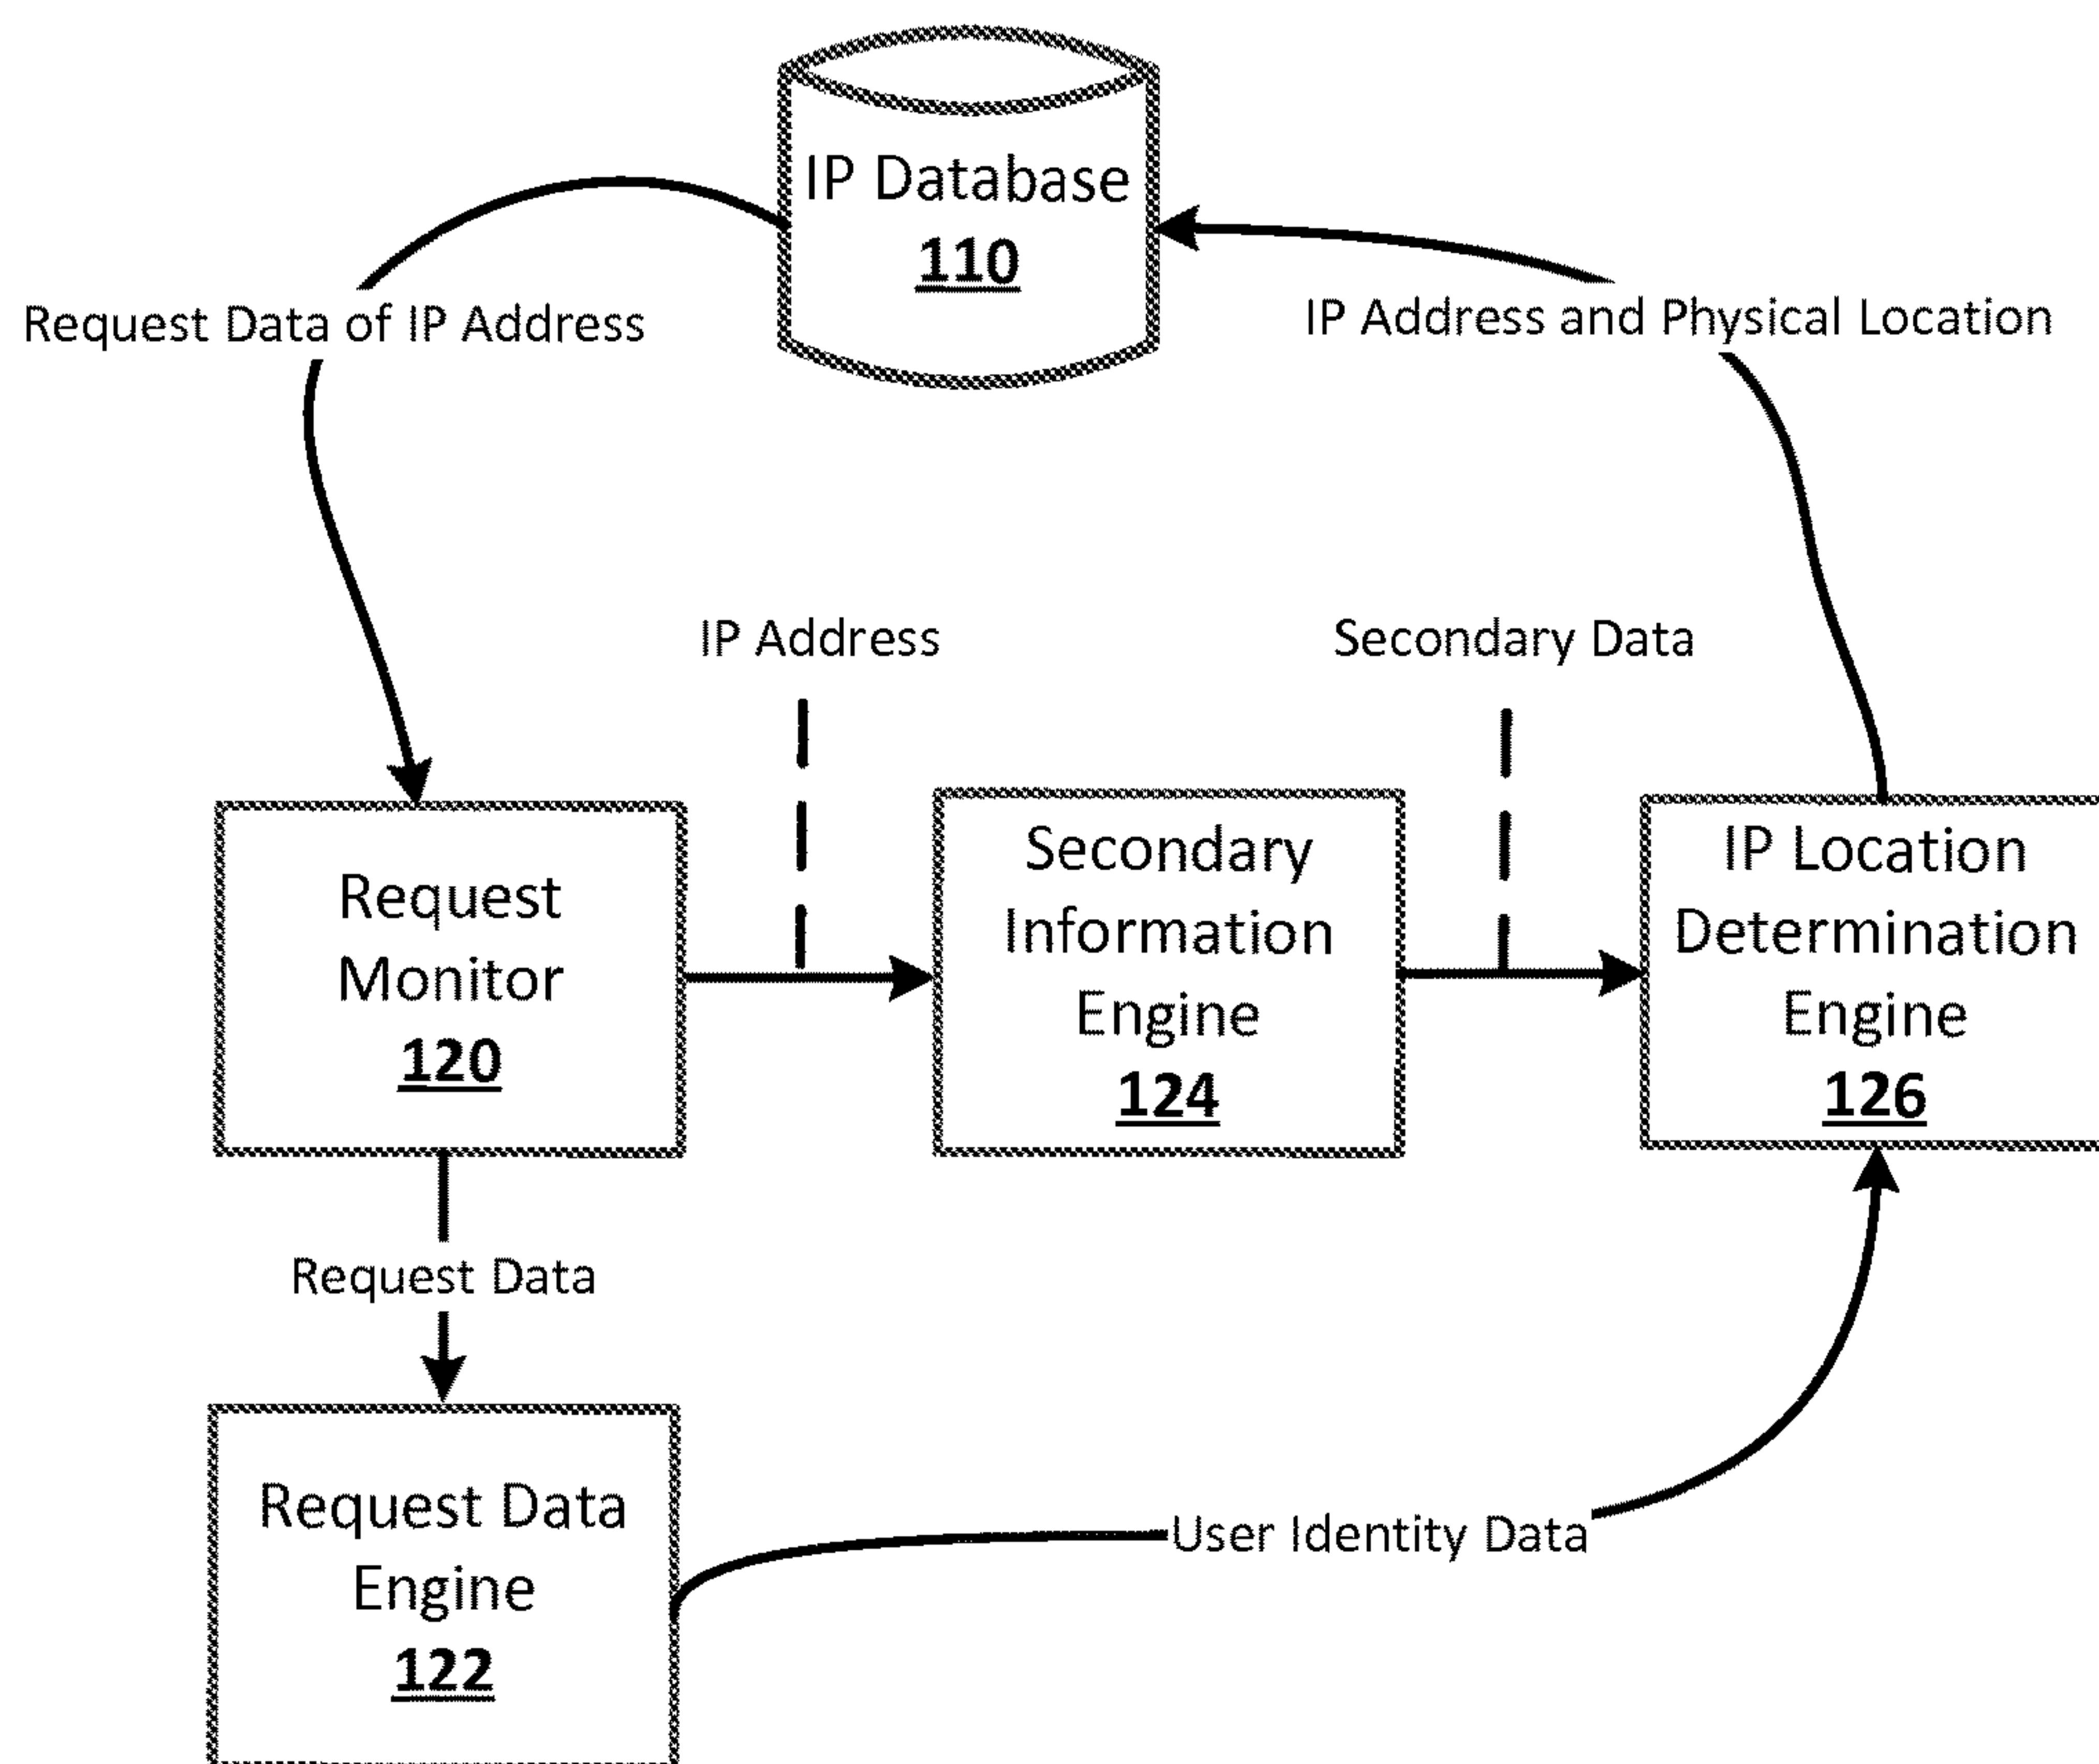 IP Database
110
Request Data of IP Address
IP Address and Physical Location
IP Address
Secondary Data
Request
Monitor
120
Secondary
Information
Engine
124
IP Location
Determination
Engine
126
Request Data
Request Data
Engine
122
User Identity Data